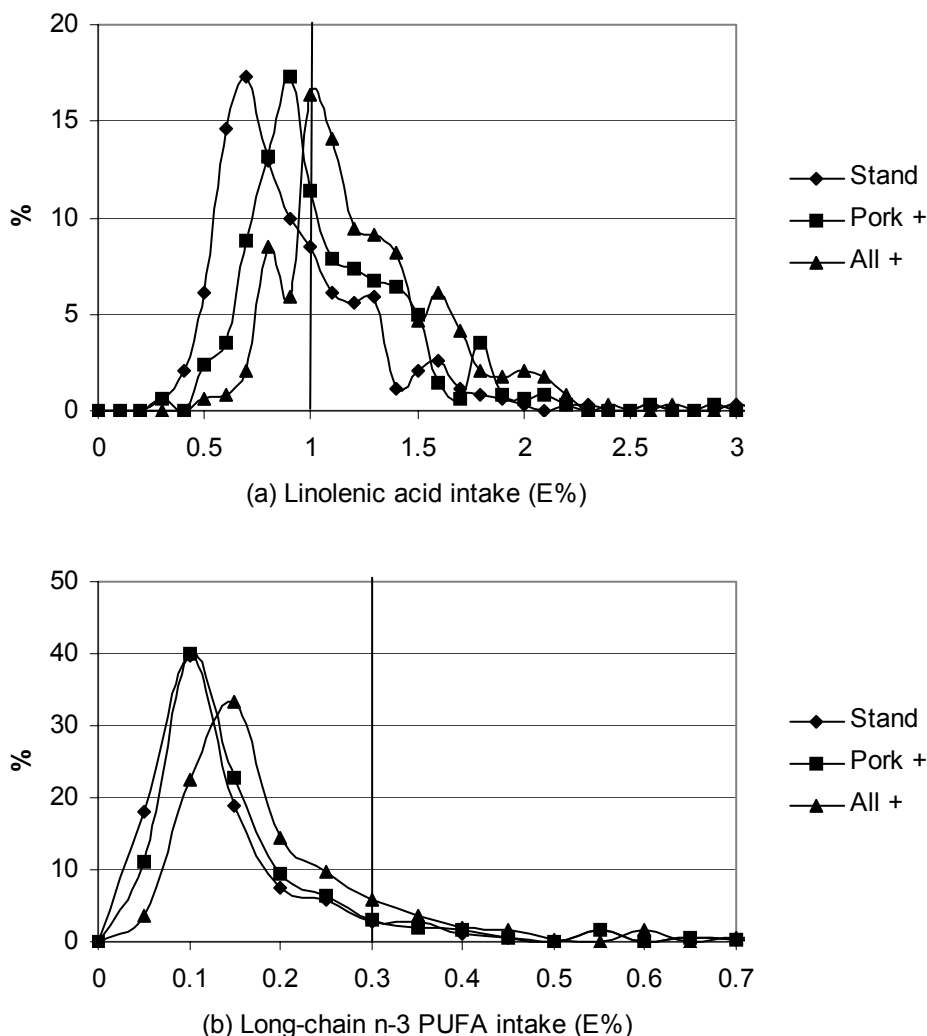 20
15
10
5
0
%
0 0.5 1 1.5 2 2.5 3
(a) Linolenic acid intake (E%)
Stand
Pork +
All +
50
40
30
20
10
0
%
0 0.1 0.2 0.3 0.4 0.5 0.6 0.7
(b) Long-chain n-3 PUFA intake (E%)
Stand
Pork +
All +